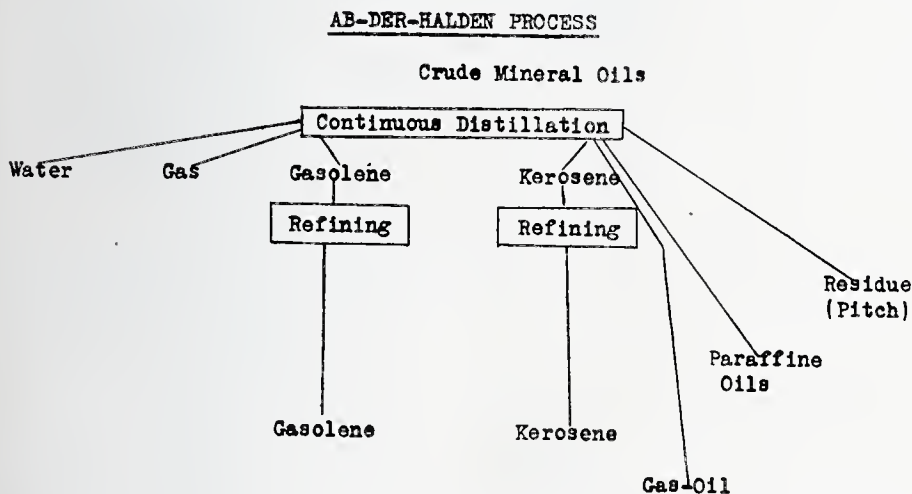 AB-DER-HALDEN PROCESS
Crude Mineral Oils
Continuous Distillation
Water
Gas
Gasolene
Kerosene
Refining
Refining
Residue
(Pitch)
Paraffine
Oils
Gasolene
Kerosene
Gas-Oil